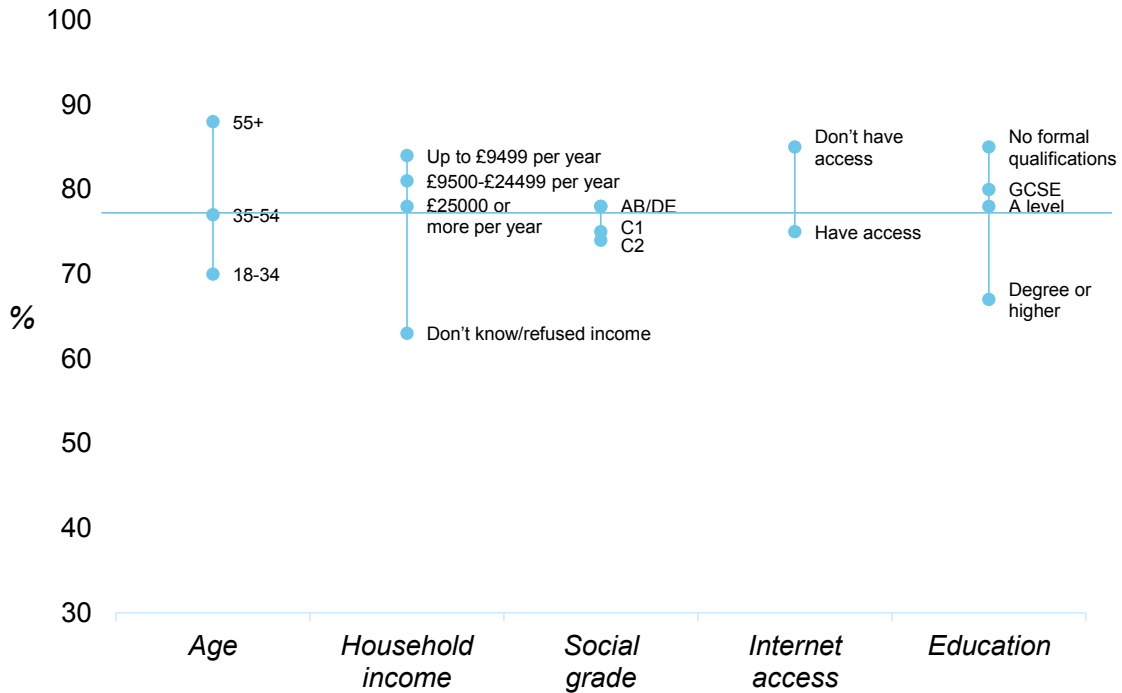 100
90
80
70
%
60
50
40
30
55+
35-54
18-34
Up to £9499 per year
£9500-£24499 per year
£25000 or
more per year
Don’t know/refused income
AB/DE
C1
C2
Don’t have
access
Have access
No formal
qualifications
GCSE
A level
Degree or
higher
Age
Household
income
Social
grade
Internet
access
Education